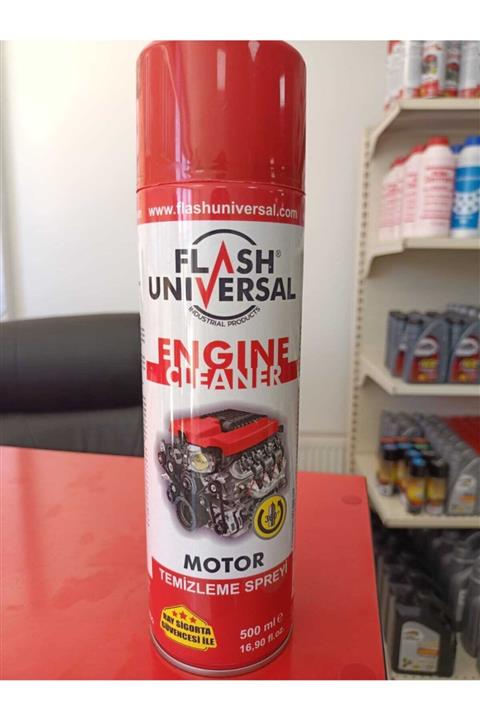 www.flashuniversal.com
FLASH®
UNIVERSAL
INDUSTRIAL PRODUCTS
ENGINE
CLEANER
360°
MOTOR
TEMİZLEME SPREYİ
RAY SİGORTA
GÜVENCESİ İLE
500 ml e
16,90 fl.oz.